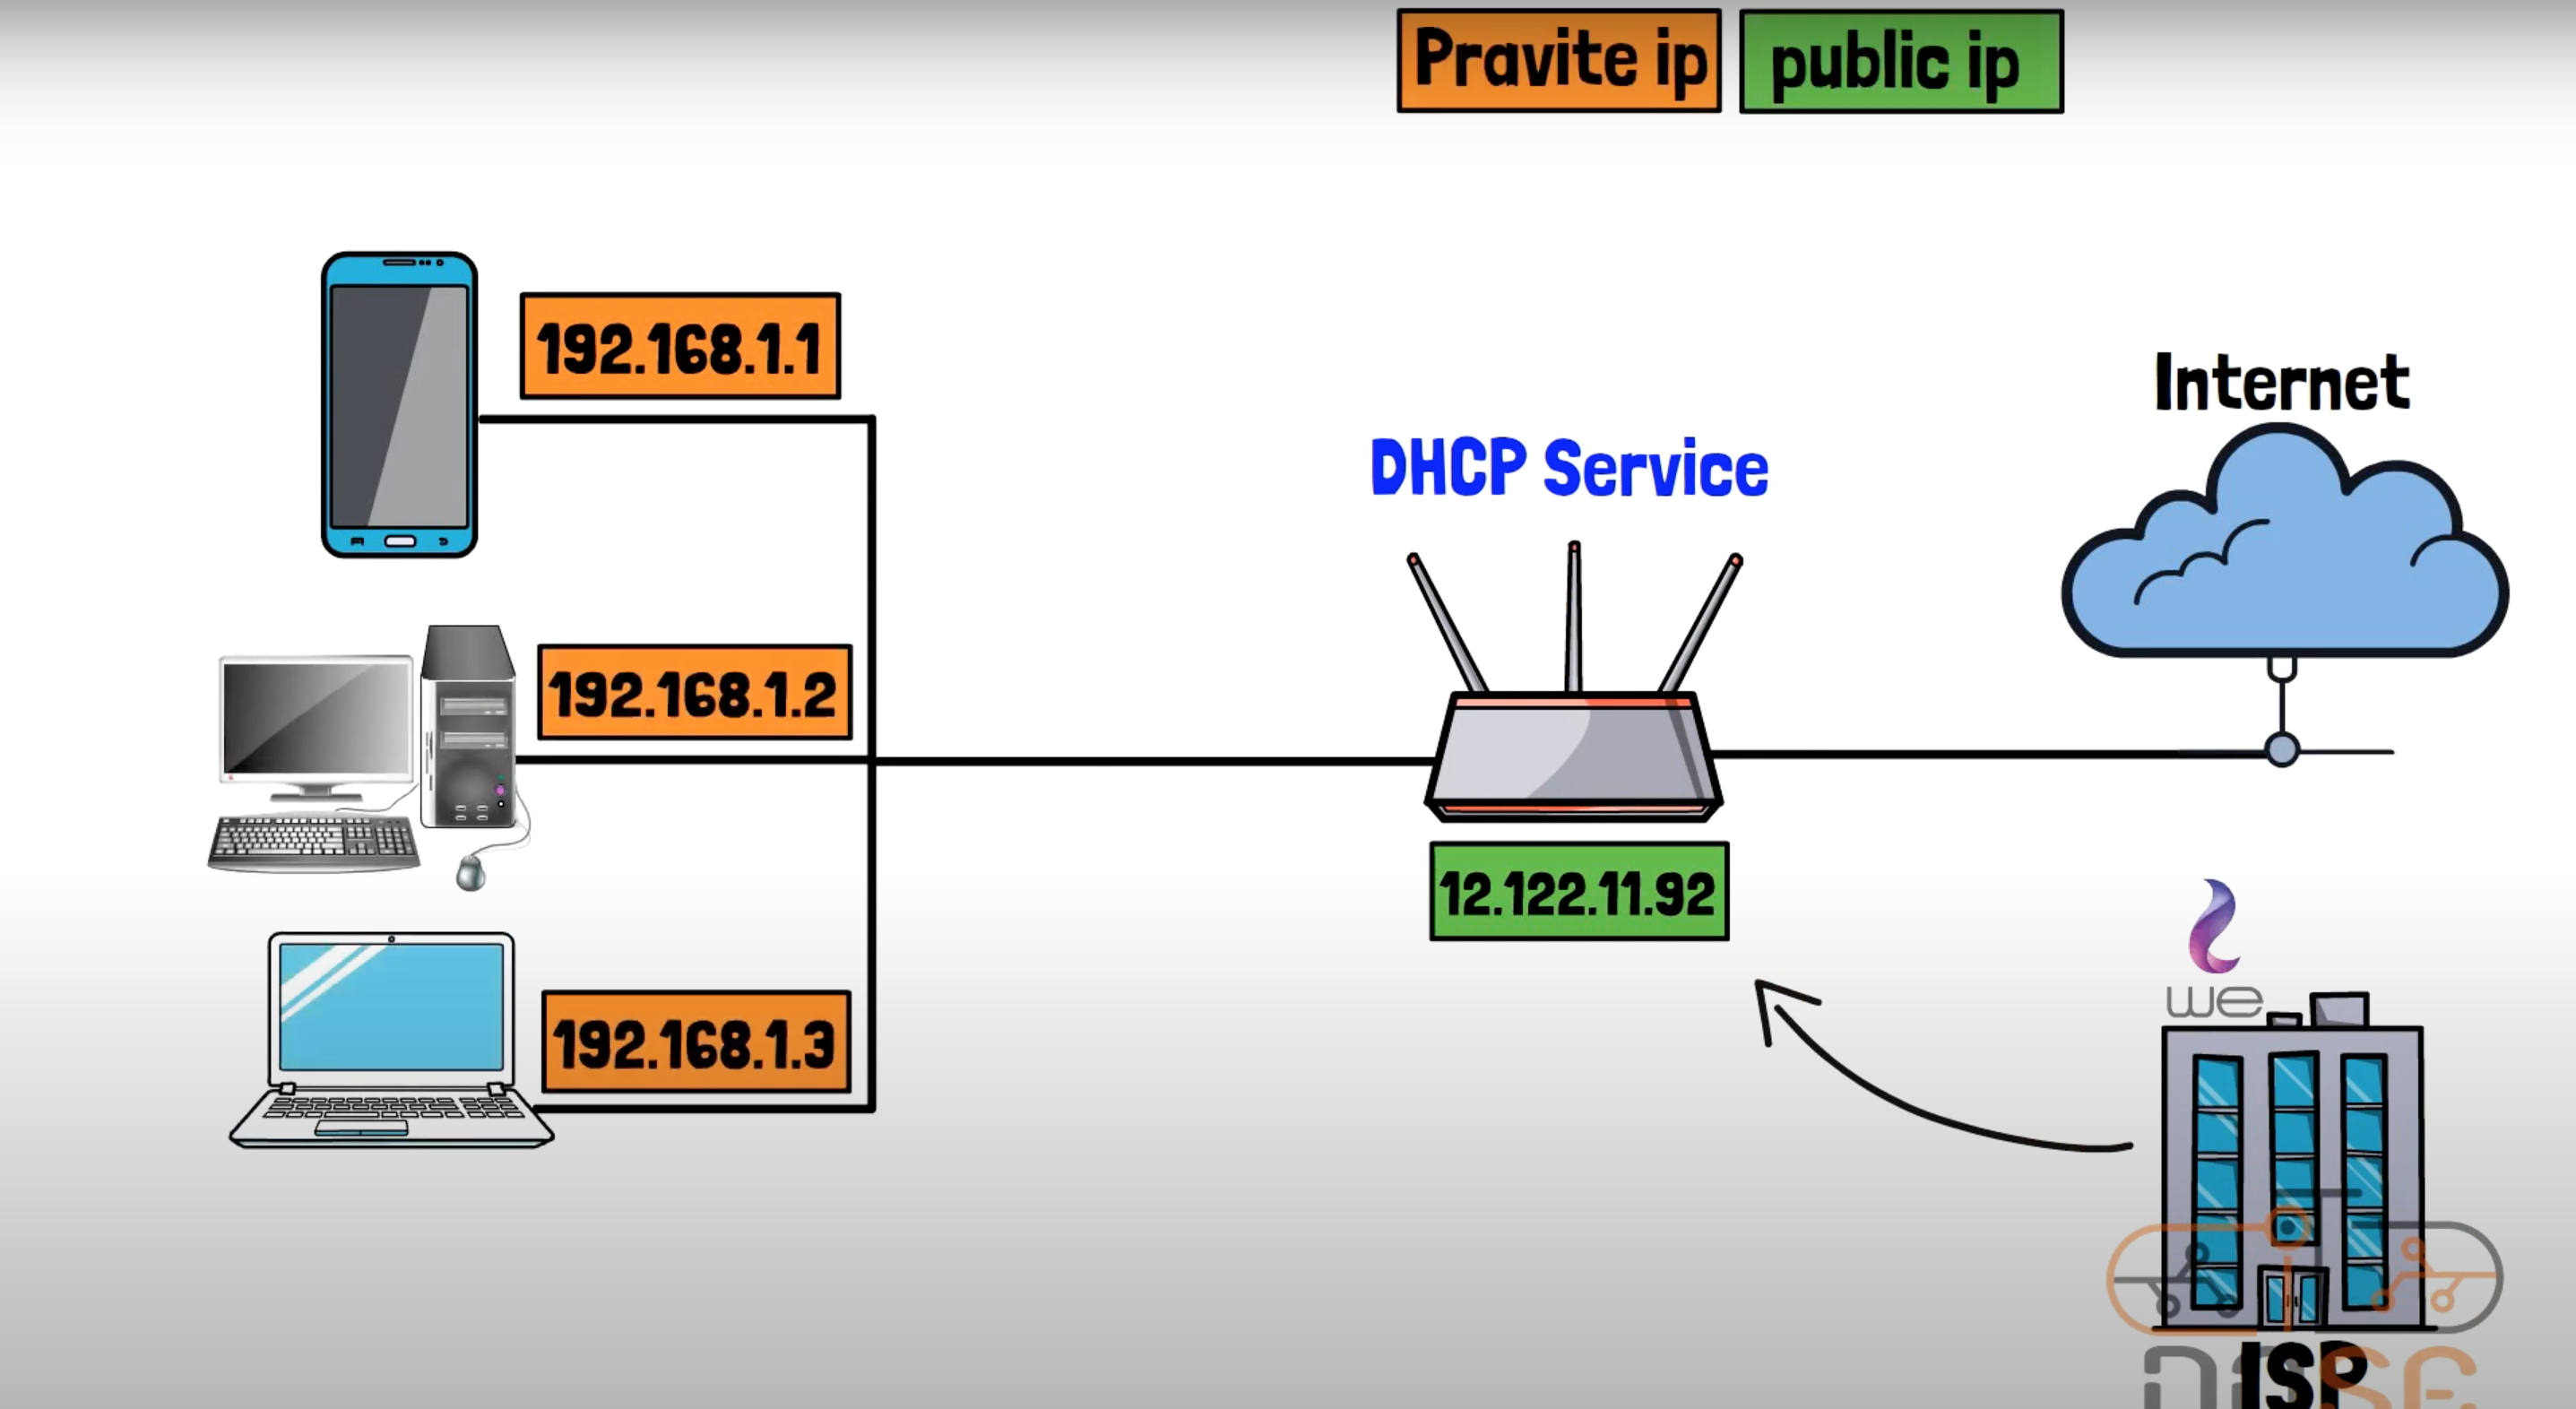 Pravite ip
public ip
192.168.1.1
Internet
DHCP Service
192.168.1.2
12.122.11.92
we
192.168.1.3
ISP